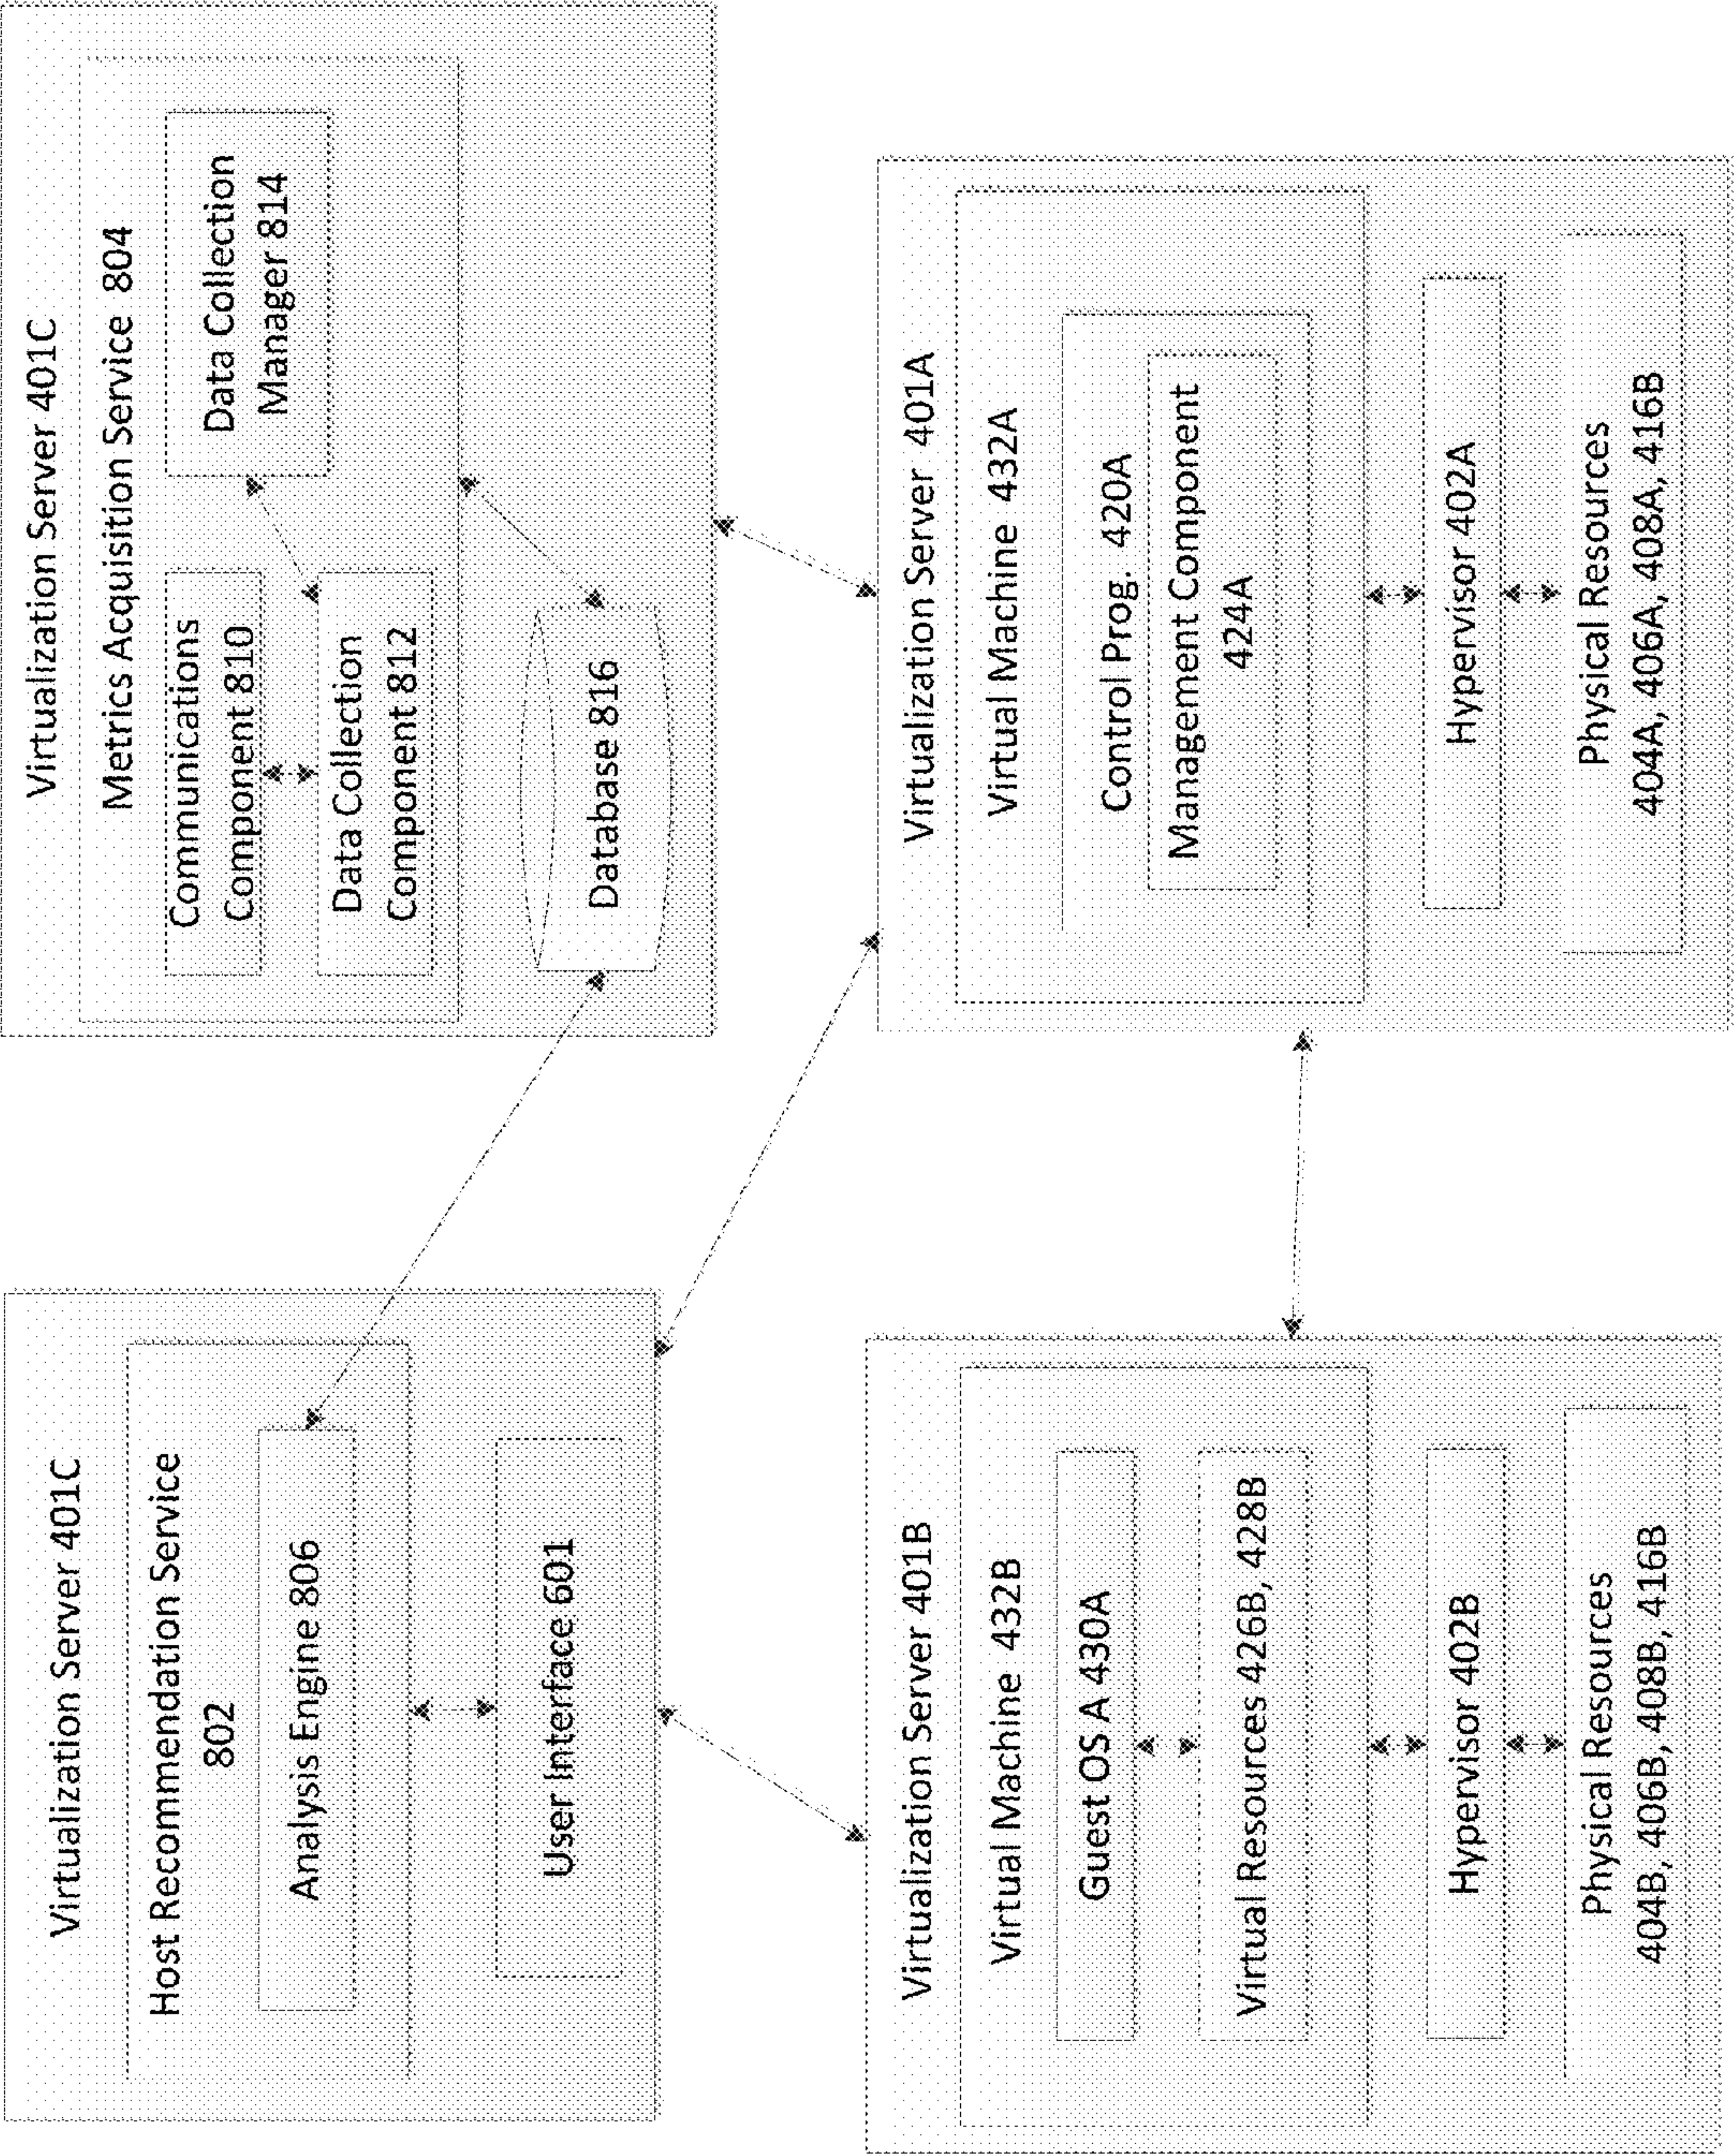 Virtualization Server 401C
Host Recommendation Service
802
Analysis Engine 806
User Interface 601
Virtualization Server 401C
Metrics Acquisition Service 804
Communications
Component 810
Data Collection
Component 812
Data Collection
Manager 814
Database 816
Virtualization Server 401B
Virtual Machine 432B
Guest OS A 430A
Virtual Resources 426B, 428B
Hypervisor 402B
Physical Resources
404B, 406B, 408B, 416B
Virtualization Server 401A
Virtual Machine 432A
Control Prog. 420A
Management Component
424A
Hypervisor 402A
Physical Resources
404A, 406A, 408A, 416B